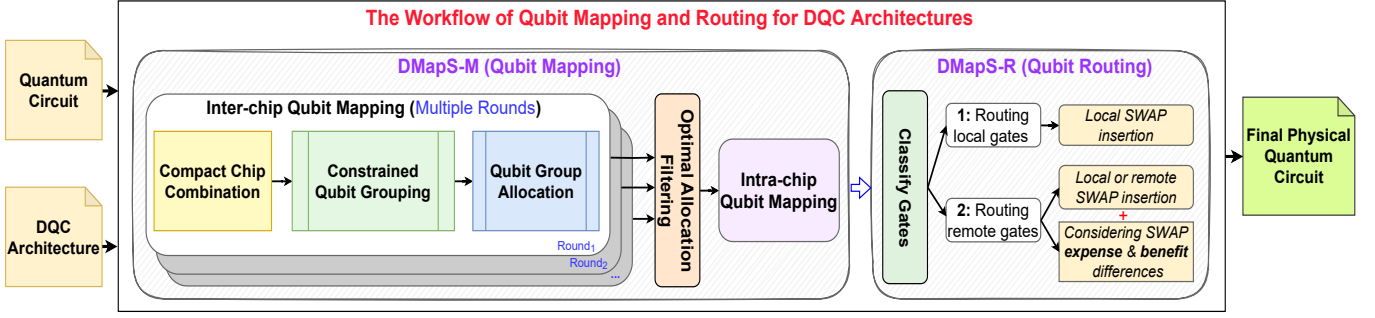 The Workflow of Qubit Mapping and Routing for DQC Architectures
Quantum
Circuit
DQC
Architecture
DMapS-M (Qubit Mapping)
Inter-chip Qubit Mapping (Multiple Rounds)
Compact Chip
Combination
Constrained
Qubit Grouping
Qubit Group
Allocation
Round1
Round2
...
Optimal Allocation
Filtering
Intra-chip
Qubit Mapping
DMapS-R (Qubit Routing)
Classify Gates
1: Routing
local gates
Local SWAP
insertion
2: Routing
remote gates
Local or remote
SWAP insertion
+
Considering SWAP
expense & benefit
differences
Final Physical
Quantum
Circuit